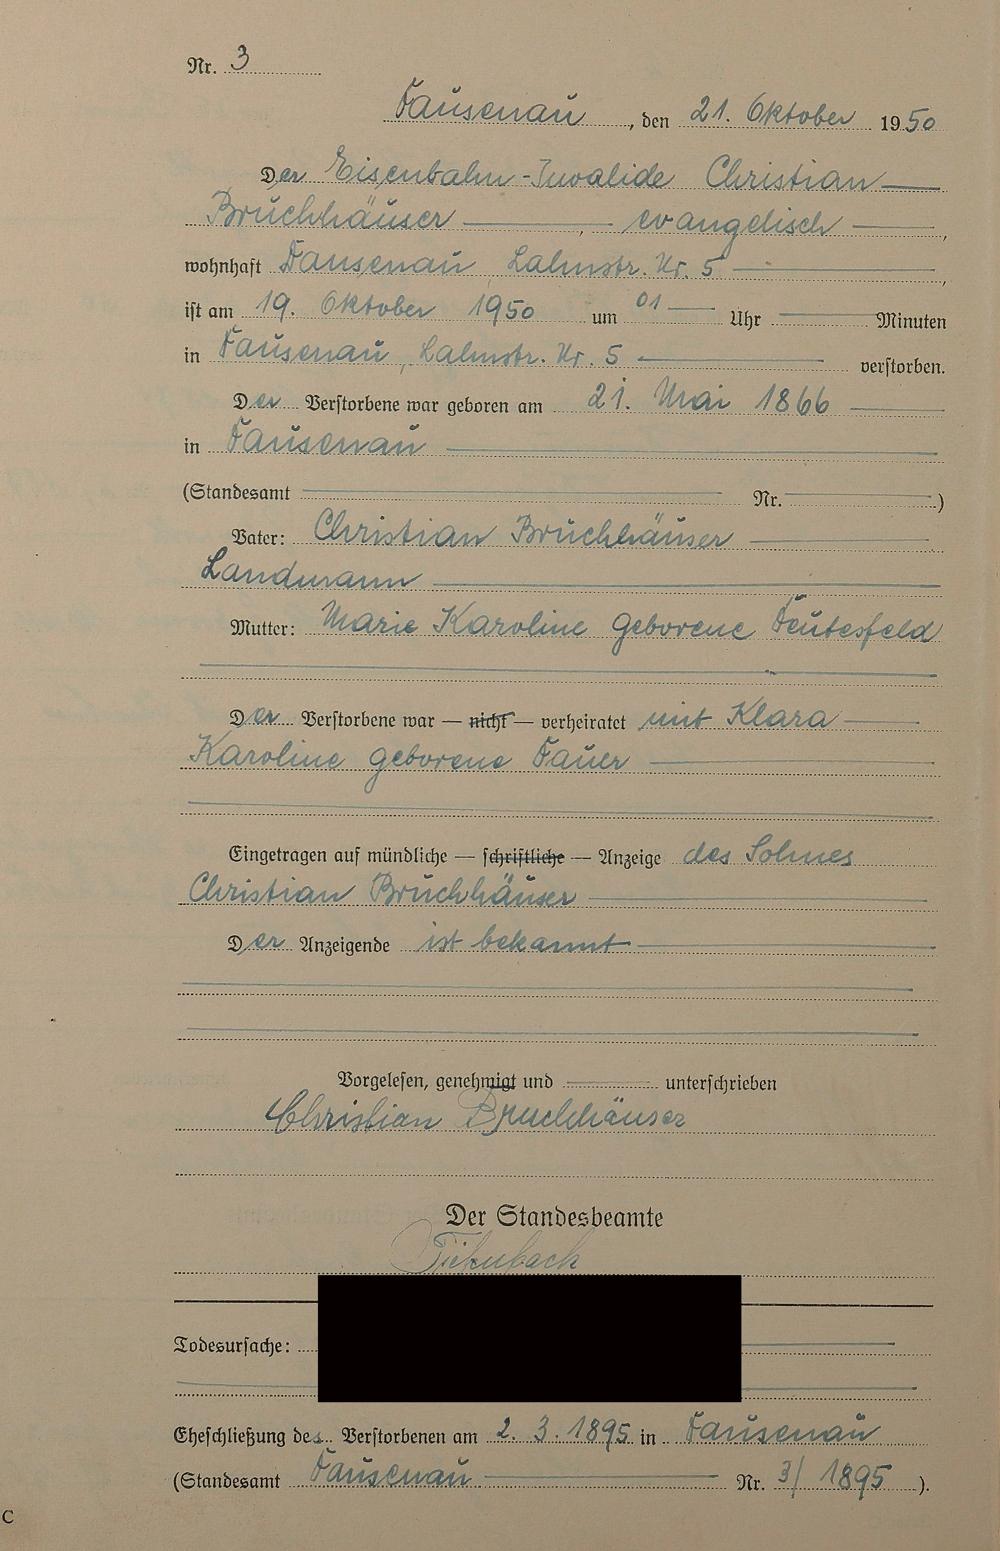 Nr. 3
Dausenau, den 21. Oktober 1950
Der Eisenbahn-Invalide Christian
Bruchhäuser, evangelisch,
wohnhaft Dausenau, Lahnstr. Nr. 5,
ist am 19. Oktober 1950 um 01 Uhr Minuten
in Dausenau, Lahnstr. Nr. 5 verstorben.
Der Verstorbene war geboren am 21. Mai 1866
in Dausenau
(Standesamt Nr. )
Vater: Christian Bruchhäuser
Landmann
Mutter: Marie Karoline geborene
Der Verstorbene war — nicht — verheiratet mit Klara
Karoline geborene
Eingetragen auf mündliche — schriftliche — Anzeige des Sohnes
Christian Bruchhäuser
Der Anzeigende ist bekannt
Vorgelesen, genehmigt und unterschrieben
Christian Bruchhäuser
Der Standesbeamte
Todesursache:
Eheschließung des Verstorbenen am 2. 3. 1895 in Dausenau
(Standesamt Dausenau Nr. 3/1895).
C